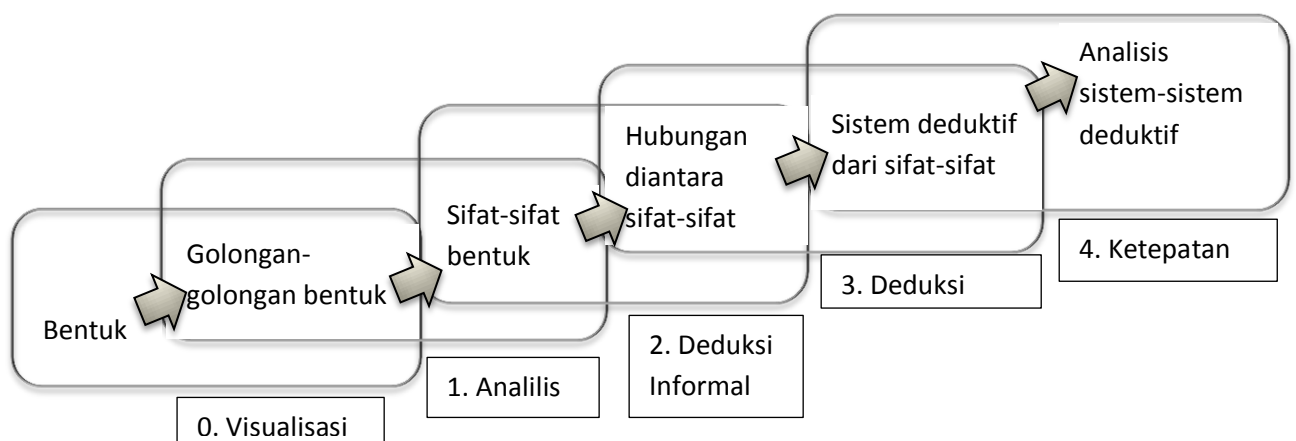 Bentuk
Golongan-
golongan bentuk
Sifat-sifat
bentuk
Hubungan
diantara
sifat-sifat
Sistem deduktif
dari sifat-sifat
Analisis
sistem-sistem
deduktif
0. Visualisasi
1. Analilis
2. Deduksi
Informal
3. Deduksi
4. Ketepatan